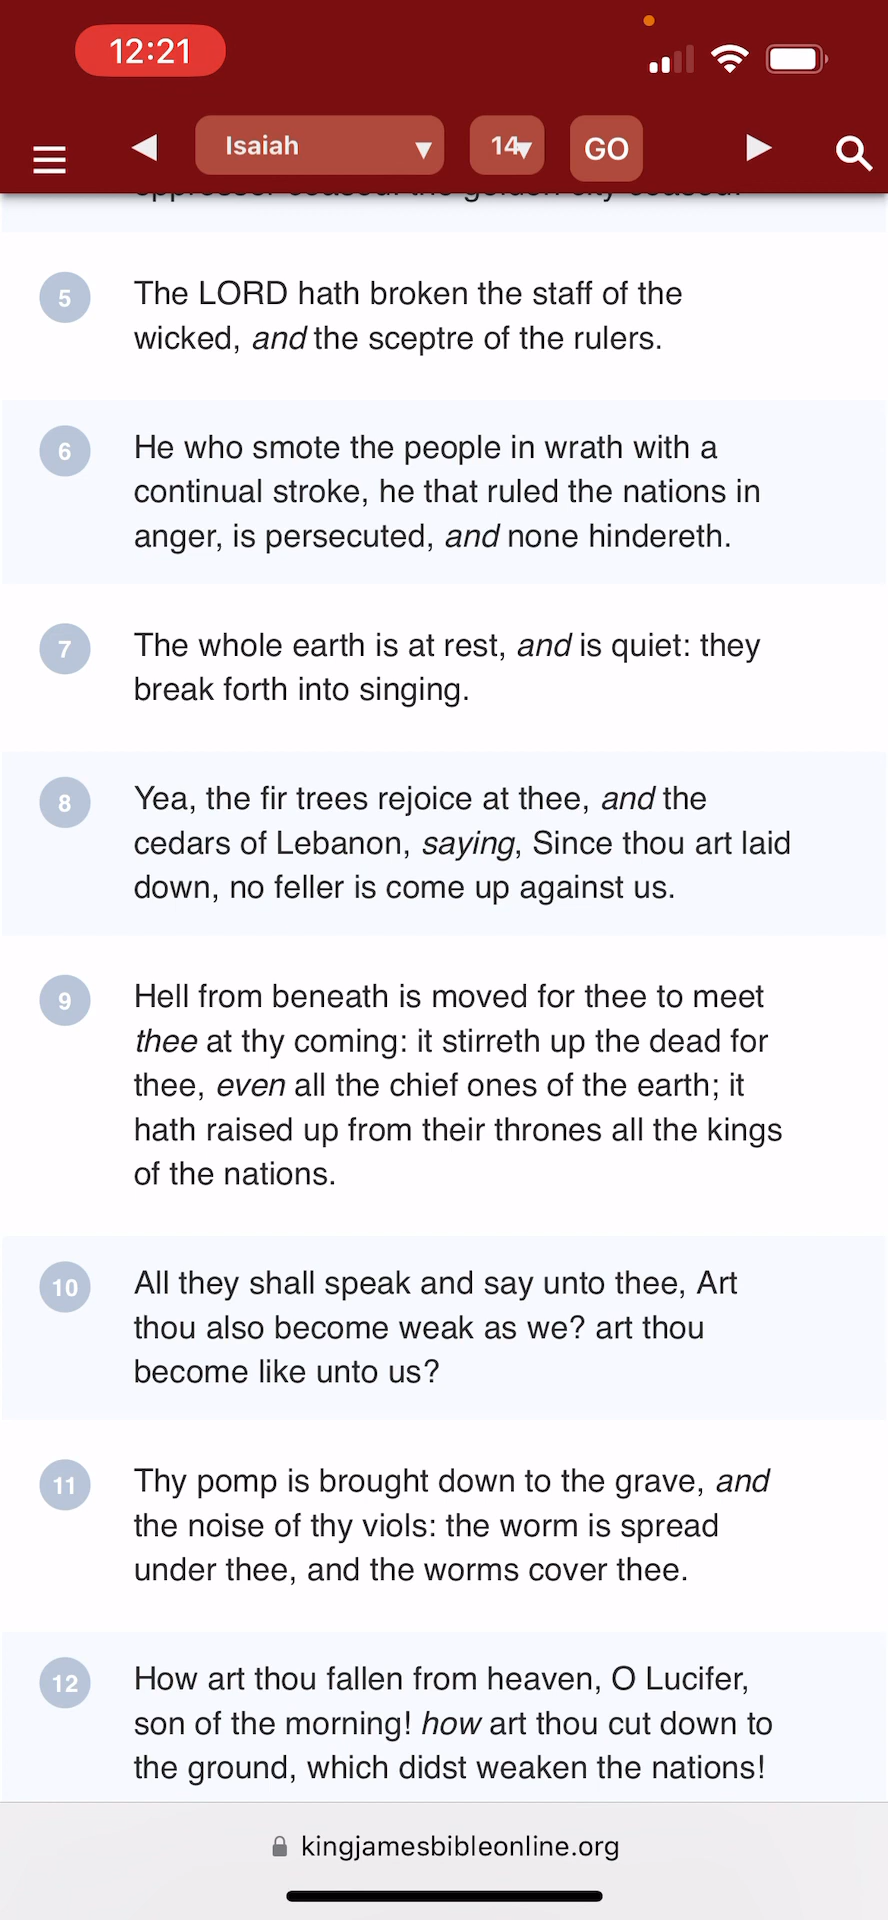 12:21
Isaiah
14
GO
5
The LORD hath broken the staff of the
wicked, and the sceptre of the rulers.
6
He who smote the people in wrath with a
continual stroke, he that ruled the nations in
anger, is persecuted, and none hindereth.
7
The whole earth is at rest, and is quiet: they
break forth into singing.
8
Yea, the fir trees rejoice at thee, and the
cedars of Lebanon, saying, Since thou art laid
down, no feller is come up against us.
9
Hell from beneath is moved for thee to meet
thee at thy coming: it stirreth up the dead for
thee, even all the chief ones of the earth; it
hath raised up from their thrones all the kings
of the nations.
10
All they shall speak and say unto thee, Art
thou also become weak as we? art thou
become like unto us?
11
Thy pomp is brought down to the grave, and
the noise of thy viols: the worm is spread
under thee, and the worms cover thee.
12
How art thou fallen from heaven, O Lucifer,
son of the morning! how art thou cut down to
the ground, which didst weaken the nations!
kingjamesbibleonline.org